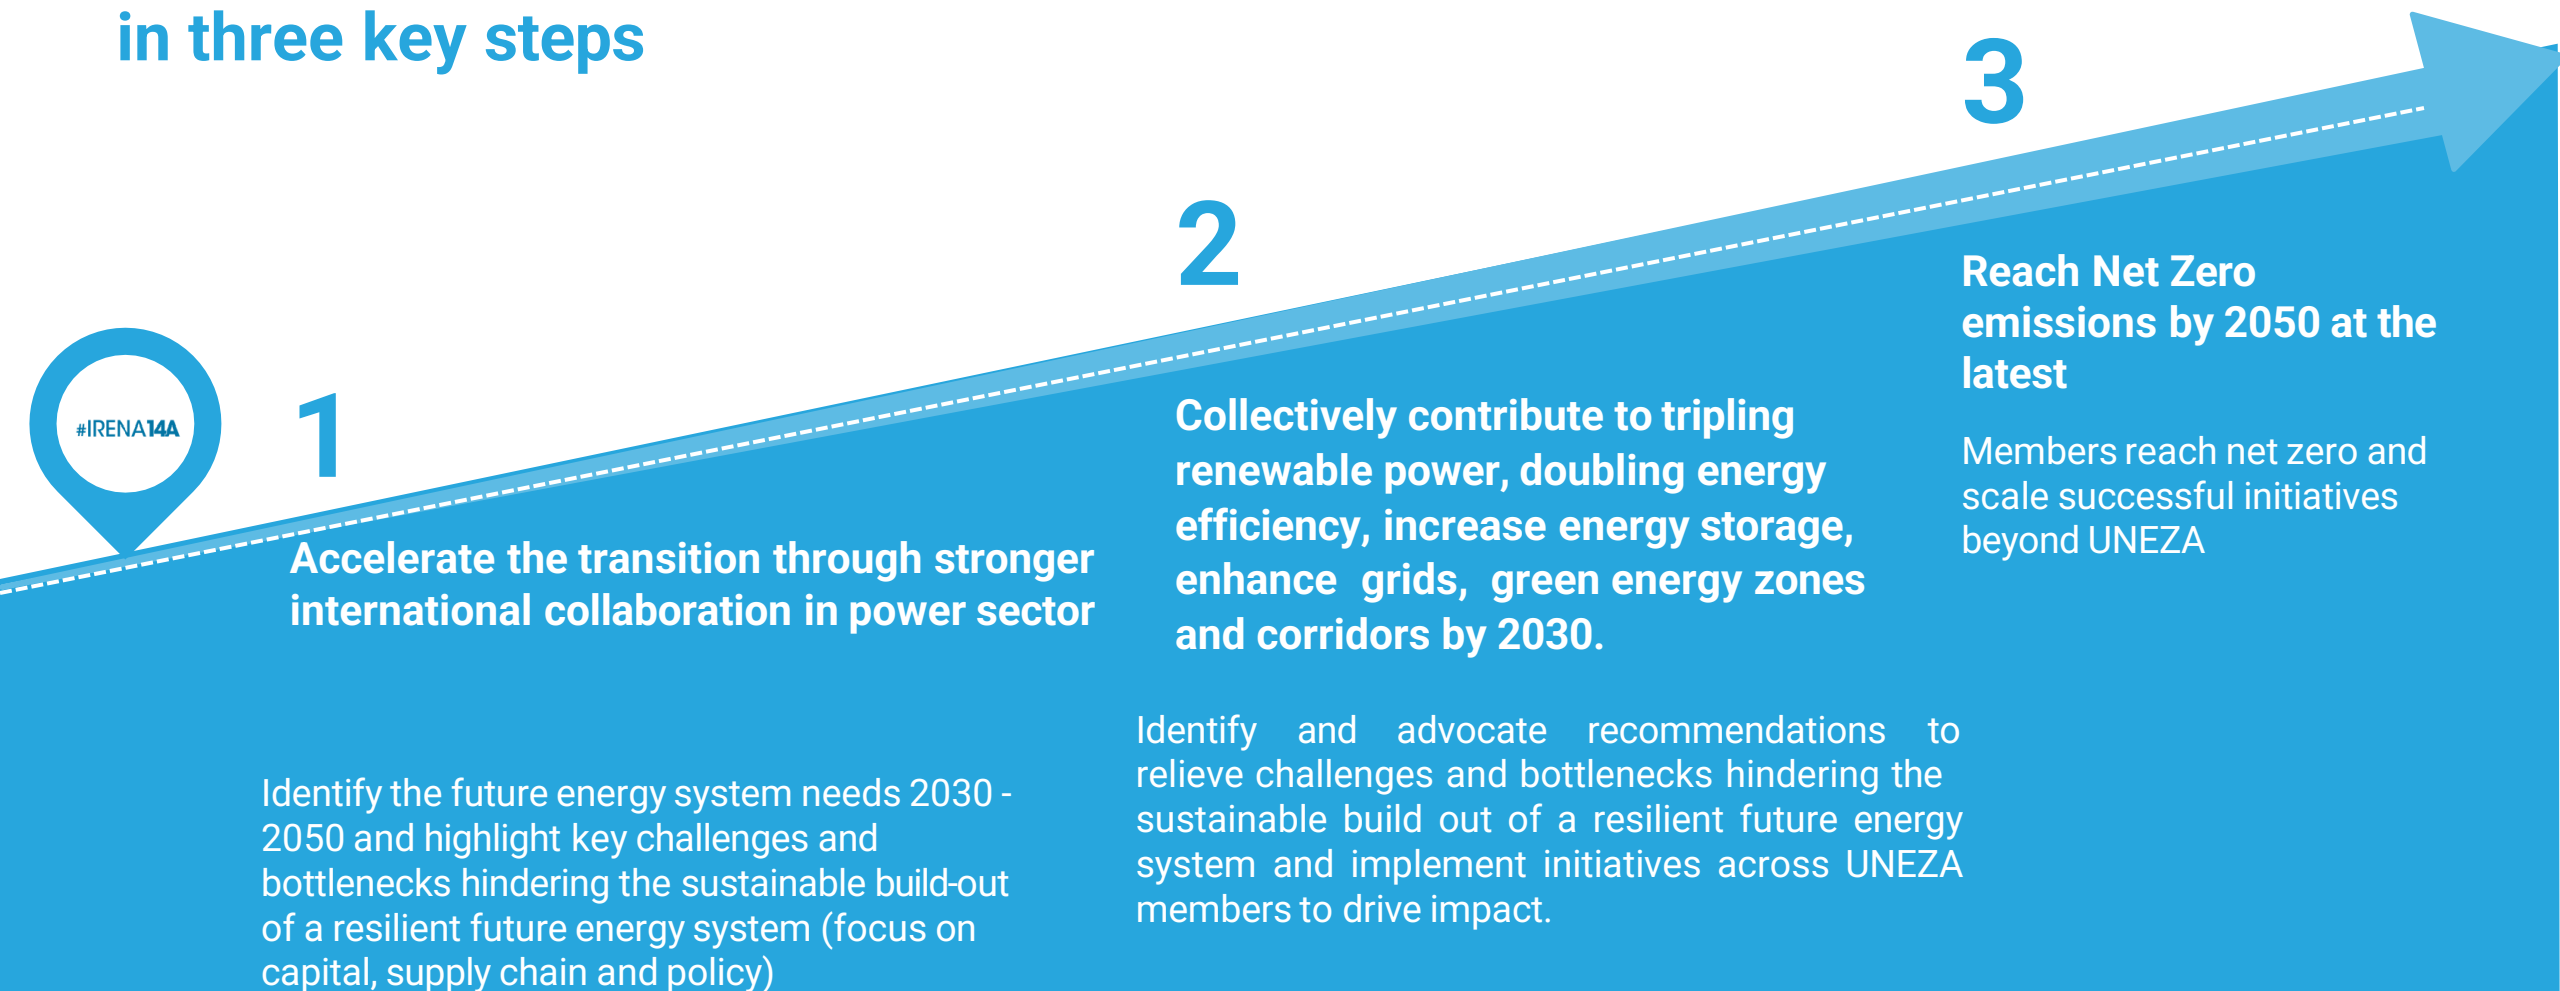 in three key steps
#IRENA14A
1
Accelerate the transition through stronger
international collaboration in power sector
Identify the future energy system needs 2030 -
2050 and highlight key challenges and
bottlenecks hindering the sustainable build-out
of a resilient future energy system (focus on
capital, supply chain and policy)
2
Collectively contribute to tripling
renewable power, doubling energy
efficiency, increase energy storage,
enhance grids, green energy zones
and corridors by 2030.
Identify and advocate recommendations to
relieve challenges and bottlenecks hindering the
sustainable build out of a resilient future energy
system and implement initiatives across UNEZA
members to drive impact.
3
Reach Net Zero
emissions by 2050 at the
latest
Members reach net zero and
scale successful initiatives
beyond UNEZA